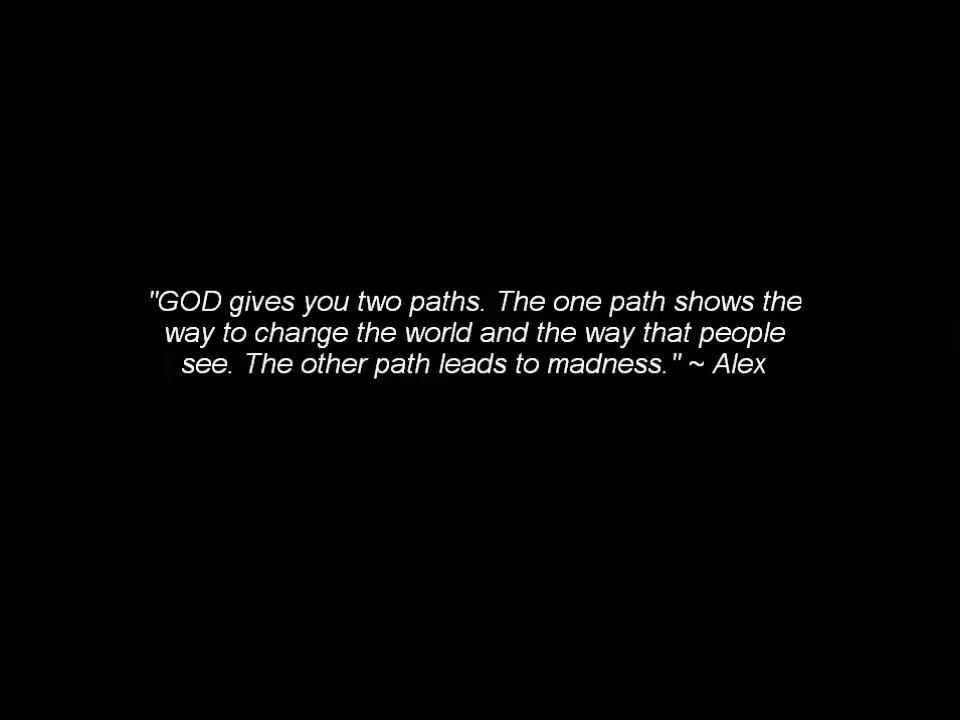 "GOD gives you two paths. The one path shows the
way to change the world and the way that people
see. The other path leads to madness." ~ Alex